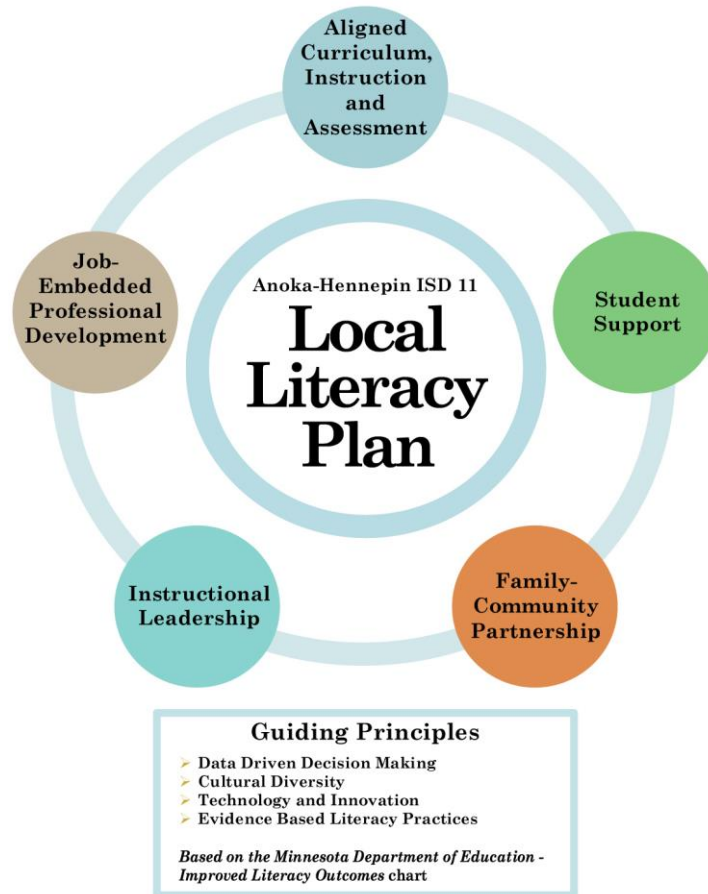 Aligned
Curriculum,
Instruction
and
Assessment
Job-
Embedded
Professional
Development
Anoka-Hennepin ISD 11
Local
Literacy
Plan
Student
Support
Instructional
Leadership
Family-
Community
Partnership
Guiding Principles
➢ Data Driven Decision Making
➢ Cultural Diversity
➢ Technology and Innovation
➢ Evidence Based Literacy Practices
Based on the Minnesota Department of Education -
Improved Literacy Outcomes chart